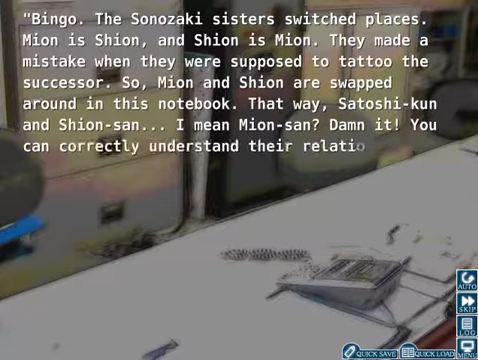 "Bingo. The Sonozaki sisters switched places.
Mion is Shion, and Shion is Mion. They made a
mistake when they were supposed to tattoo the
successor. So, Mion and Shion are swapped
around in this notebook. That way, Satoshi-kun
and Shion-san... I mean Mion-san? Damn it! You
can correctly understand their relatio
AUTO
SKIP
LOG
MENU
QUICK SAVE
QUICK LOAD